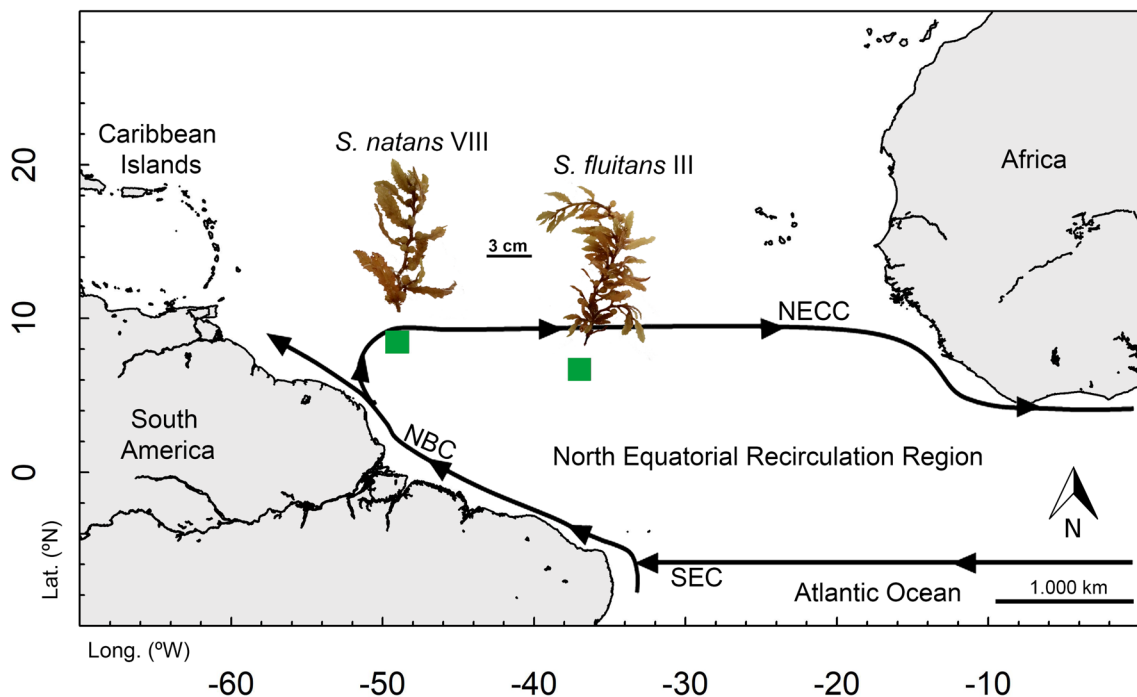 Caribbean
Islands
S. natans VIII
S. fluitans III
Africa
3 cm
20
10
0
NECC
South
America
NBC
North Equatorial Recirculation Region
N
SEC
Atlantic Ocean
1.000 km
Lat. (ºN)
Long. (ºW)
-60
-50
-40
-30
-20
-10